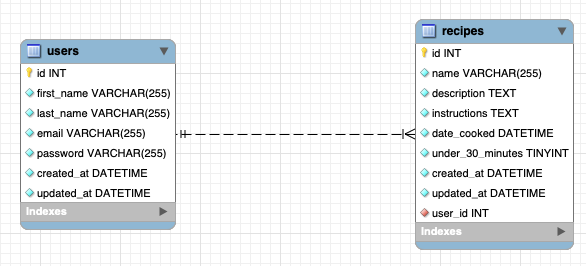 users
id INT
first_name VARCHAR(255)
last_name VARCHAR(255)
email VARCHAR(255)
password VARCHAR(255)
created_at DATETIME
updated_at DATETIME
Indexes
recipes
id INT
name VARCHAR(255)
description TEXT
instructions TEXT
date_cooked DATETIME
under_30_minutes TINYINT
created_at DATETIME
updated_at DATETIME
user_id INT
Indexes